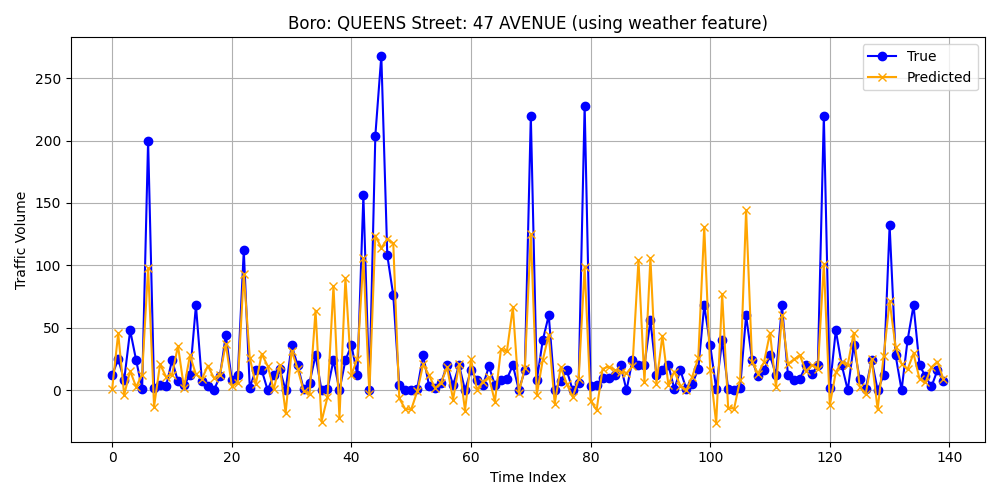 Boro: QUEENS Street: 47 AVENUE (using weather feature)
True
Predicted
Traffic Volume
250
200
150
100
50
0
0 20 40 60 80 100 120 140
Time Index